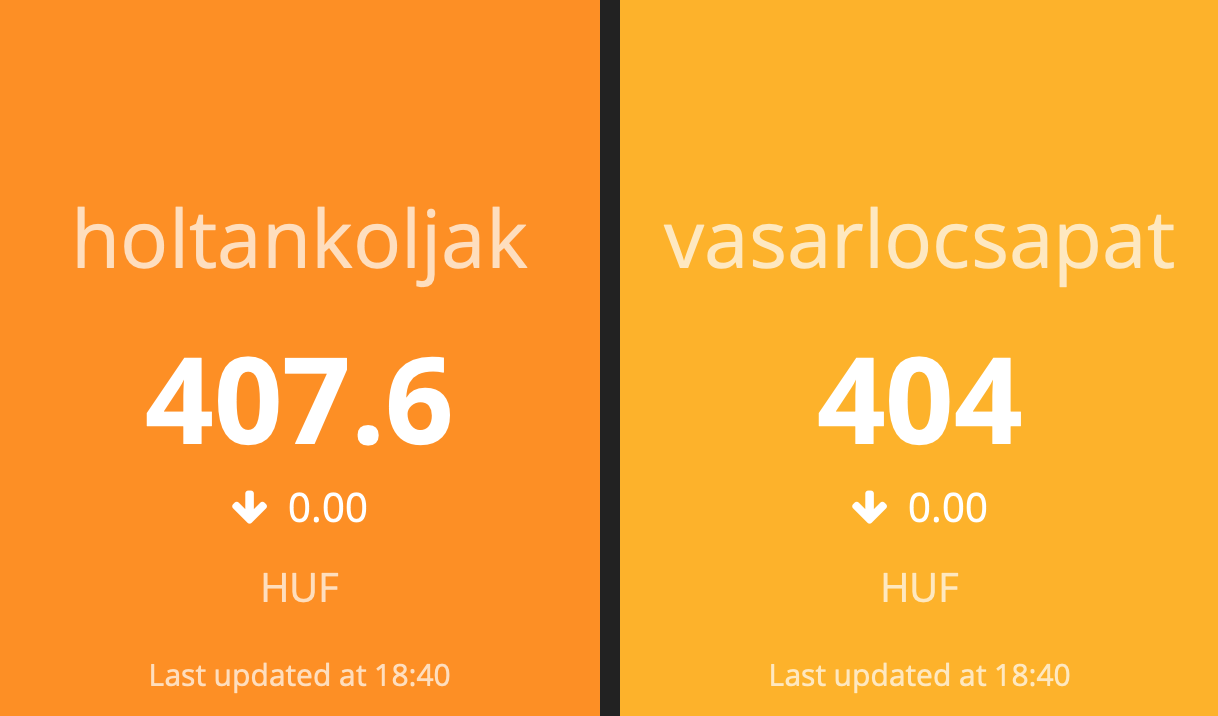 holtankoljak
407.6
0.00
HUF
Last updated at 18:40
vasarlocsapat
404
0.00
HUF
Last updated at 18:40